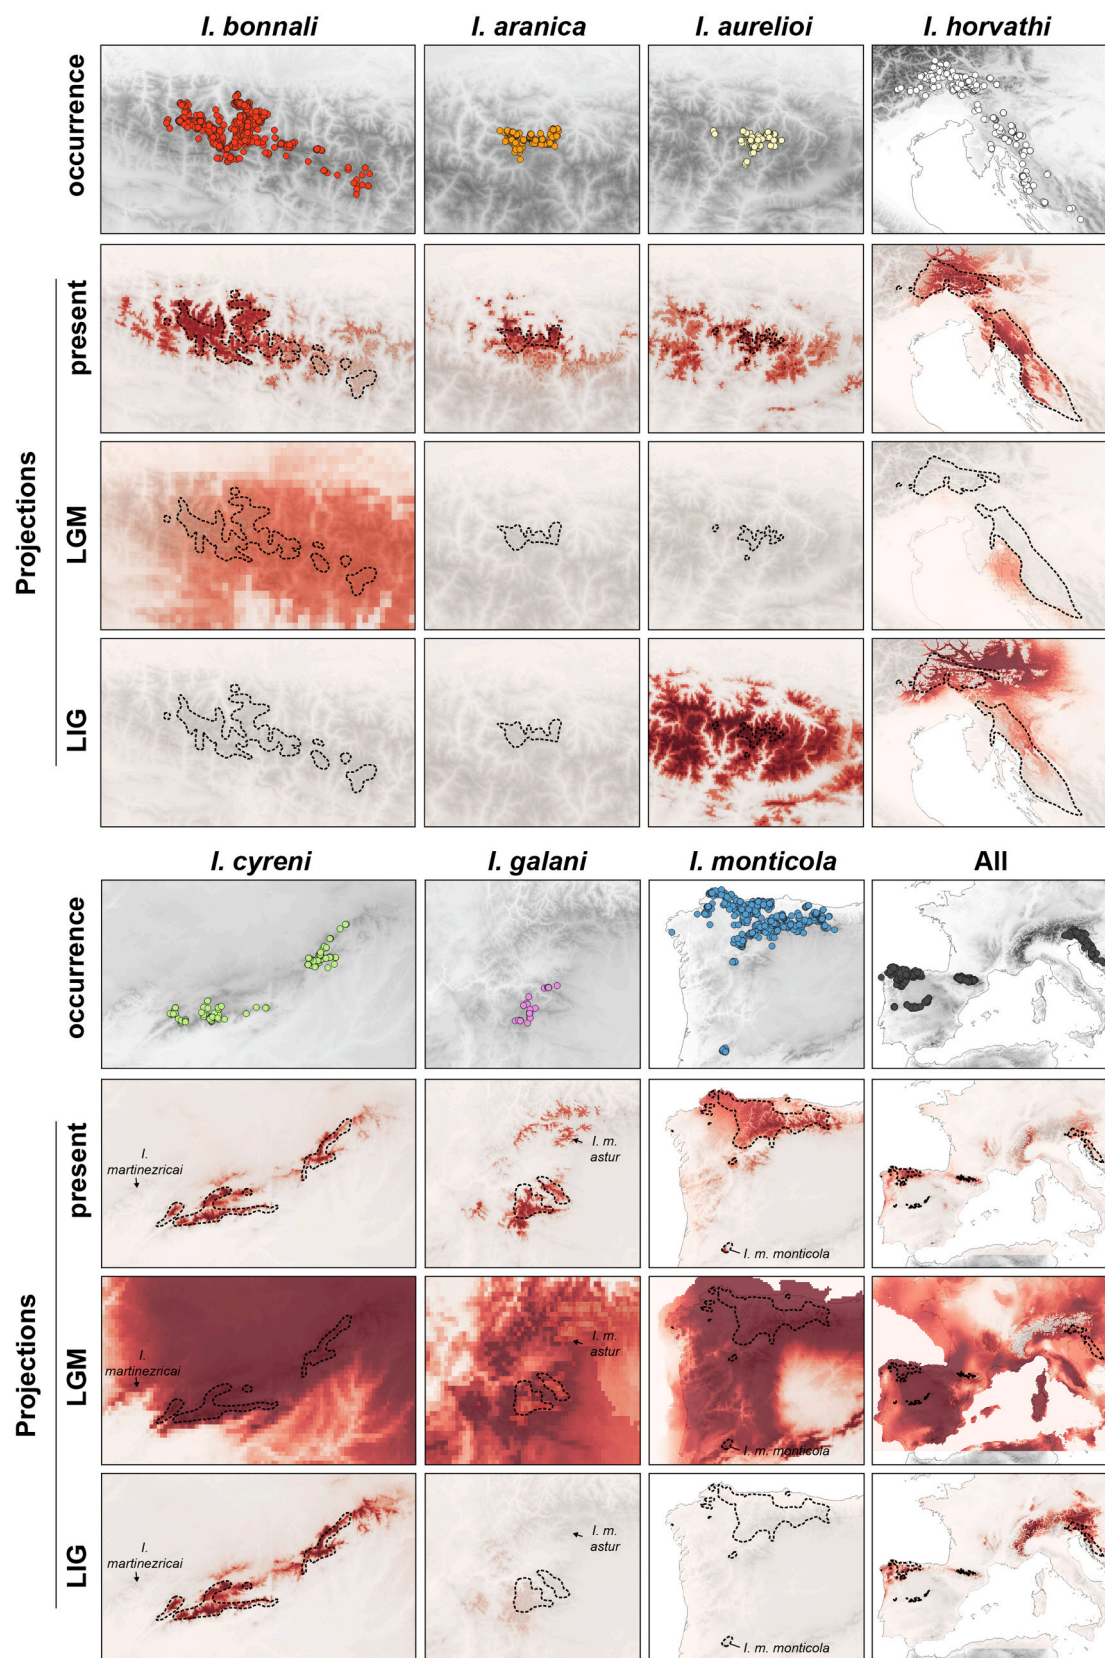 I. bonnali
I. aranica
I. aurelioi
I. horvathi
occurrence
Projections
present
LGM
LIG
I. cyreni
I. galani
I. monticola
All
occurrence
Projections
present
I.
martinezricai
I. m.
astur
I. m. monticola
LGM
I.
martinezricai
I. m.
astur
I. m. monticola
LIG
I.
martinezricai
I. m.
astur
I. m. monticola